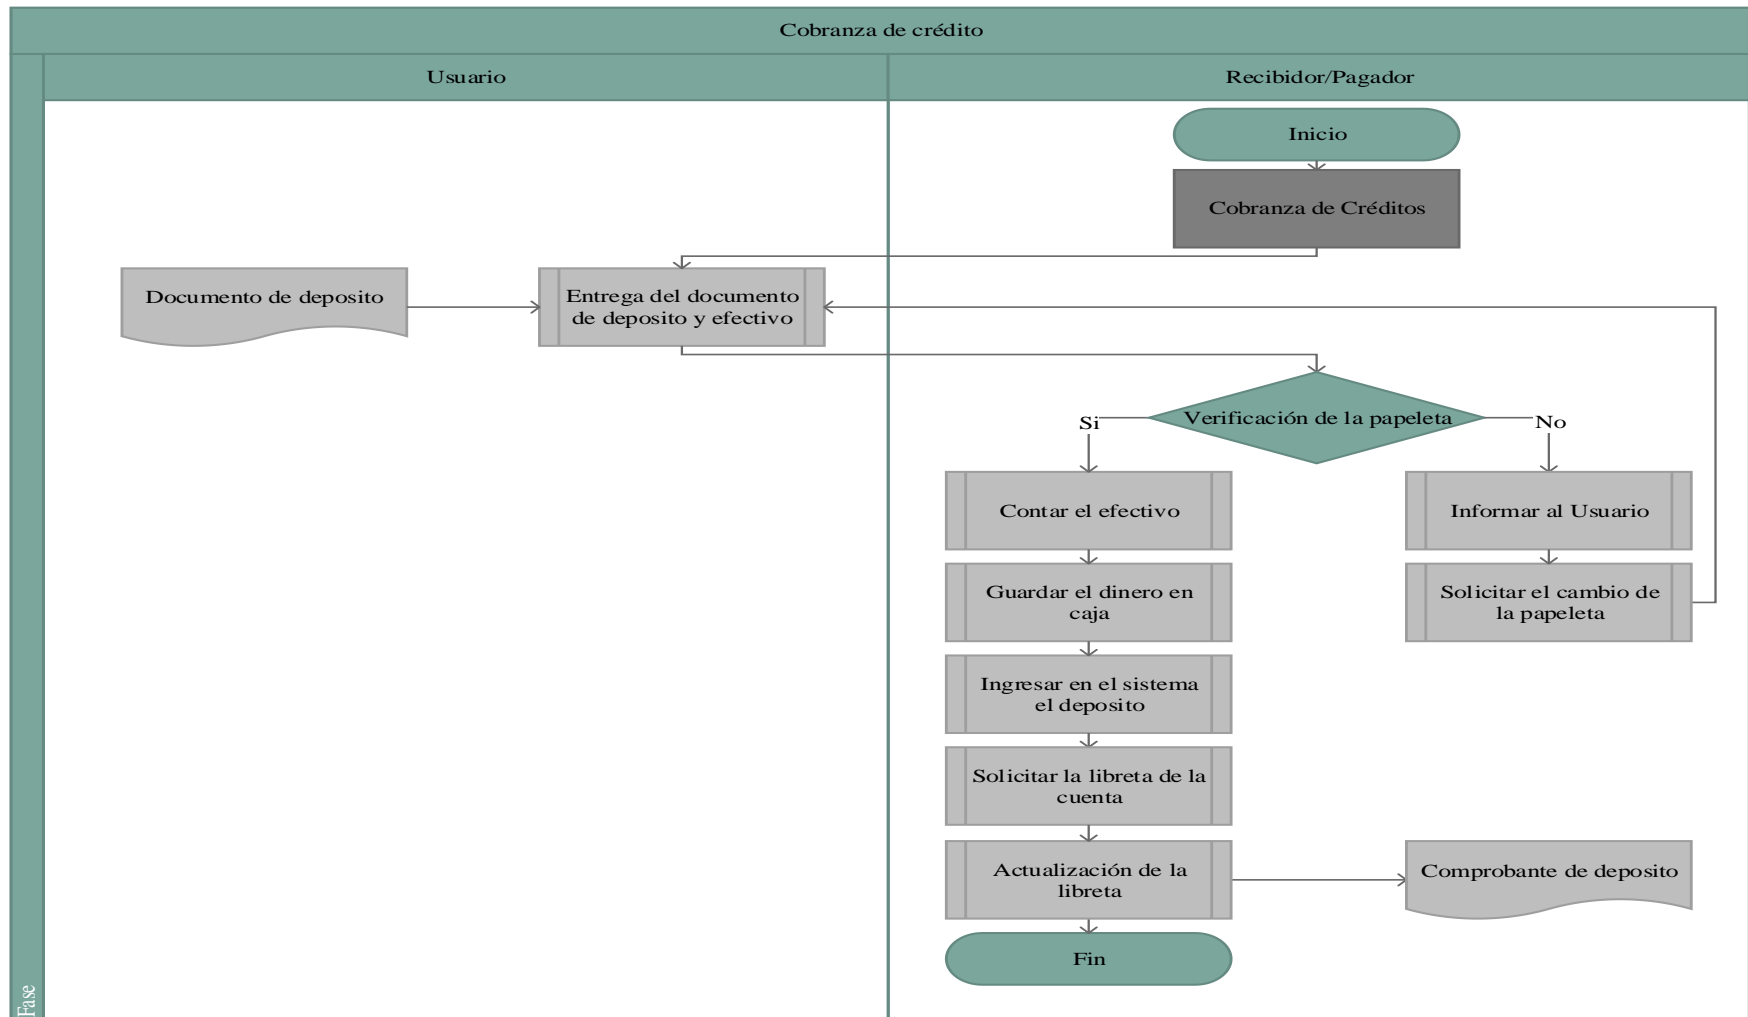 Cobranza de crédito
Usuario
Recibidor/Pagador
Inicio
Cobranza de Créditos
Documento de deposito
Entrega del documento
de deposito y efectivo
Verificación de la papeleta
Si
No
Contar el efectivo
Informar al Usuario
Guardar el dinero en
caja
Solicitar el cambio de
la papeleta
Ingresar en el sistema
el deposito
Solicitar la libreta de la
cuenta
Actualización de la
libreta
Comprobante de deposito
Fin
Fase